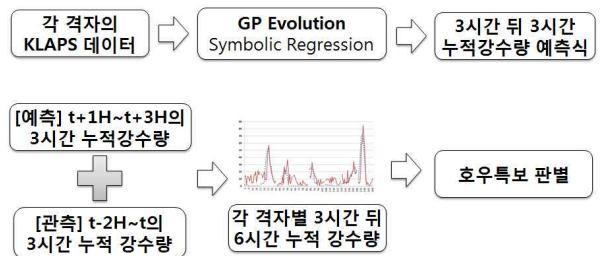 각 격자의
KLAPS 데이터
GP Evolution
Symbolic Regression
3시간 뒤 3시간
누적강수량 예측식
[예측] t+1H~t+3H의
3시간 누적강수량
[관측] t-2H~t의
3시간 누적 강수량
각 격자별 3시간 뒤
6시간 누적 강수량
호우특보 판별